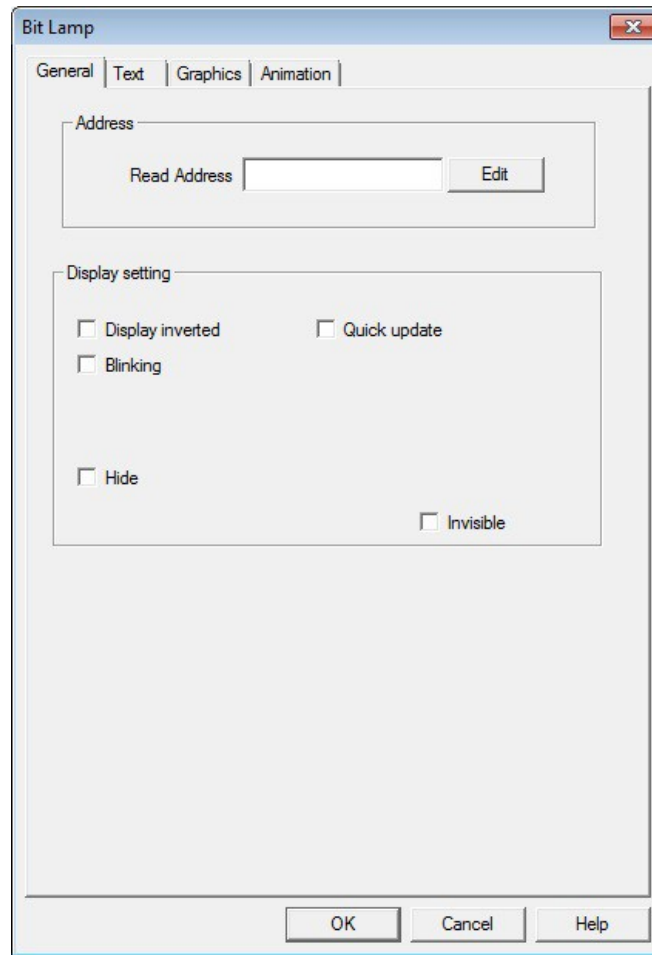 Bit Lamp
General Text Graphics Animation
Address
Read Address Edit
Display setting
Display inverted Quick update
Blinking
Hide
Invisible
OK Cancel Help